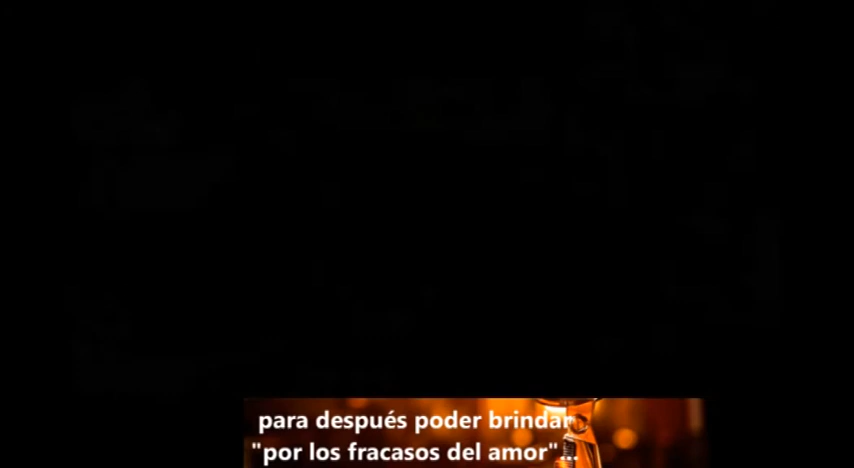 para después poder brindar
"por los fracasos del amor"...